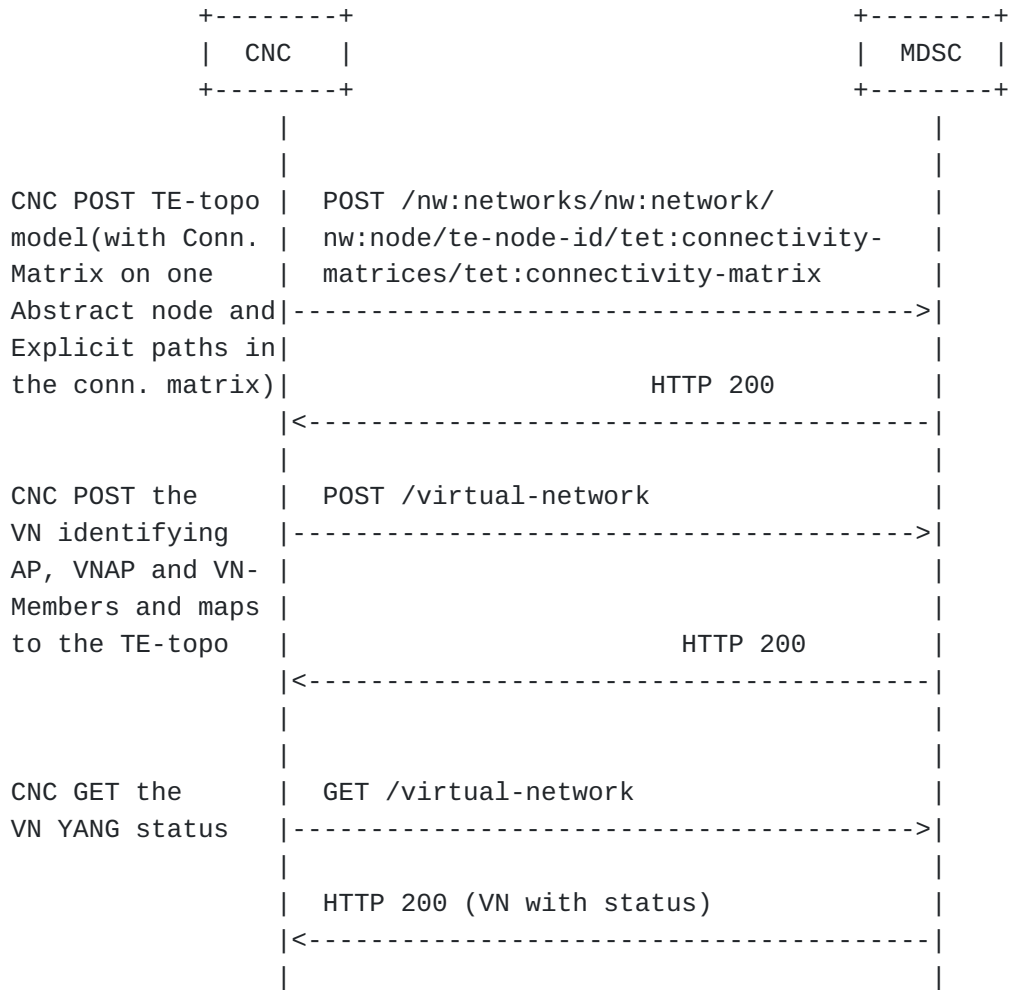 +--------+                                +--------+
|  CNC   |                                |  MDSC  |
+--------+                                +--------+
|                                         |
|                                         |
CNC POST TE-topo |  POST /nw:networks/nw:network/          |
model(with Conn. |  nw:node/te-node-id/tet:connectivity-   |
Matrix on one    |  matrices/tet:connectivity-matrix       |
Abstract node and|---------------------------------------->|
Explicit paths in|                                         |
the conn. matrix)|                       HTTP 200          |
|<----------------------------------------|
|                                         |
CNC POST the     |  POST /virtual-network                  |
VN identifying   |---------------------------------------->|
AP, VNAP and VN- |                                         |
Members and maps |                                         |
to the TE-topo   |                         HTTP 200        |
|<----------------------------------------|
|                                         |
|                                         |
CNC GET the      |  GET /virtual-network                   |
VN YANG status   |---------------------------------------->|
|                                         |
|  HTTP 200 (VN with status)              |
|<----------------------------------------|
|                                         |